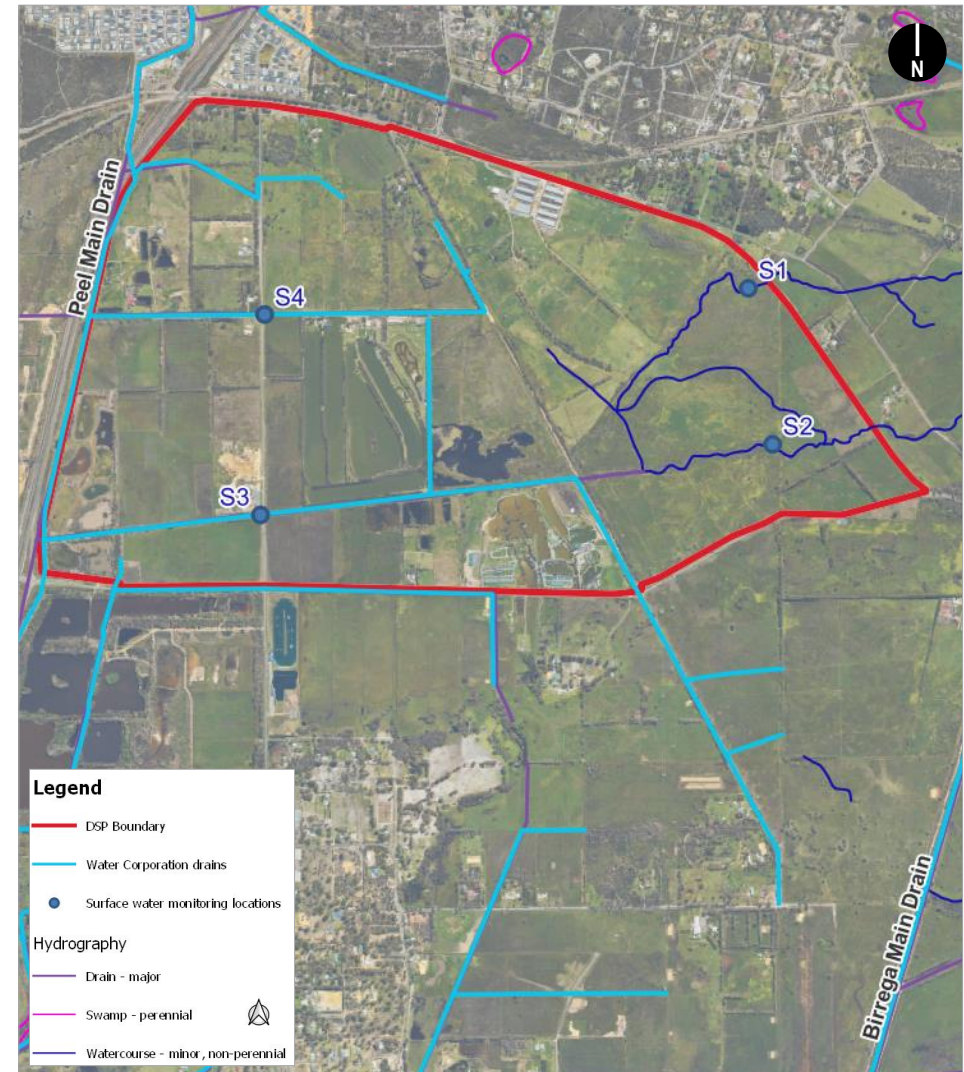 N
Peel Main Drain
S1
S4
S2
S3
Legend
DSP Boundary
Water Corporation drains
Surface water monitoring locations
Hydrography
Drain - major
Swamp - perennial
Watercourse - minor, non-perennial
Birrega Main Drain